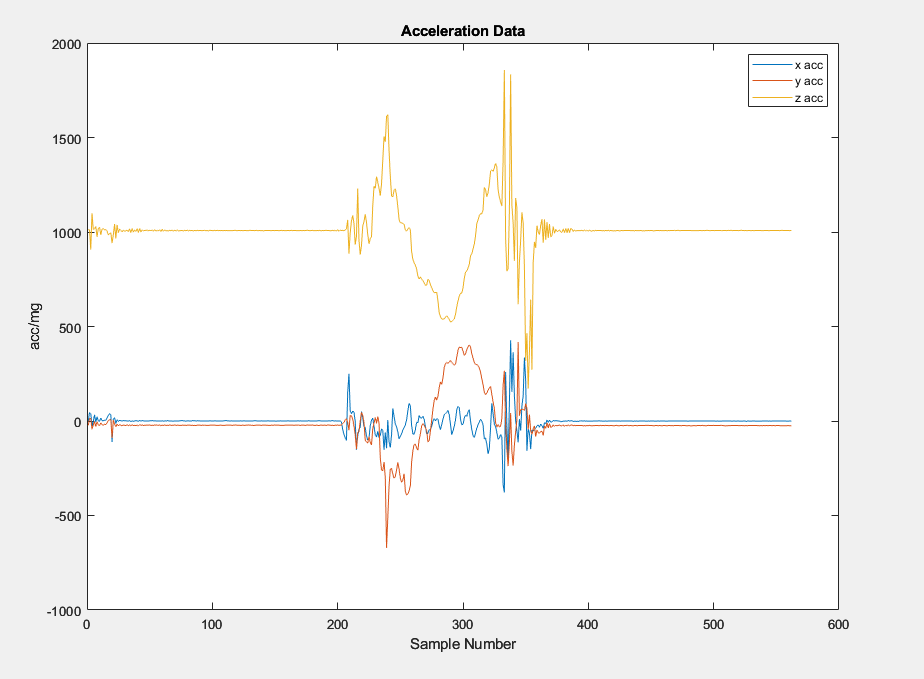 Acceleration Data
x acc
y acc
z acc
2000
1500
1000
500
0
-500
-1000
acc/mg
0 100 200 300 400 500 600
Sample Number